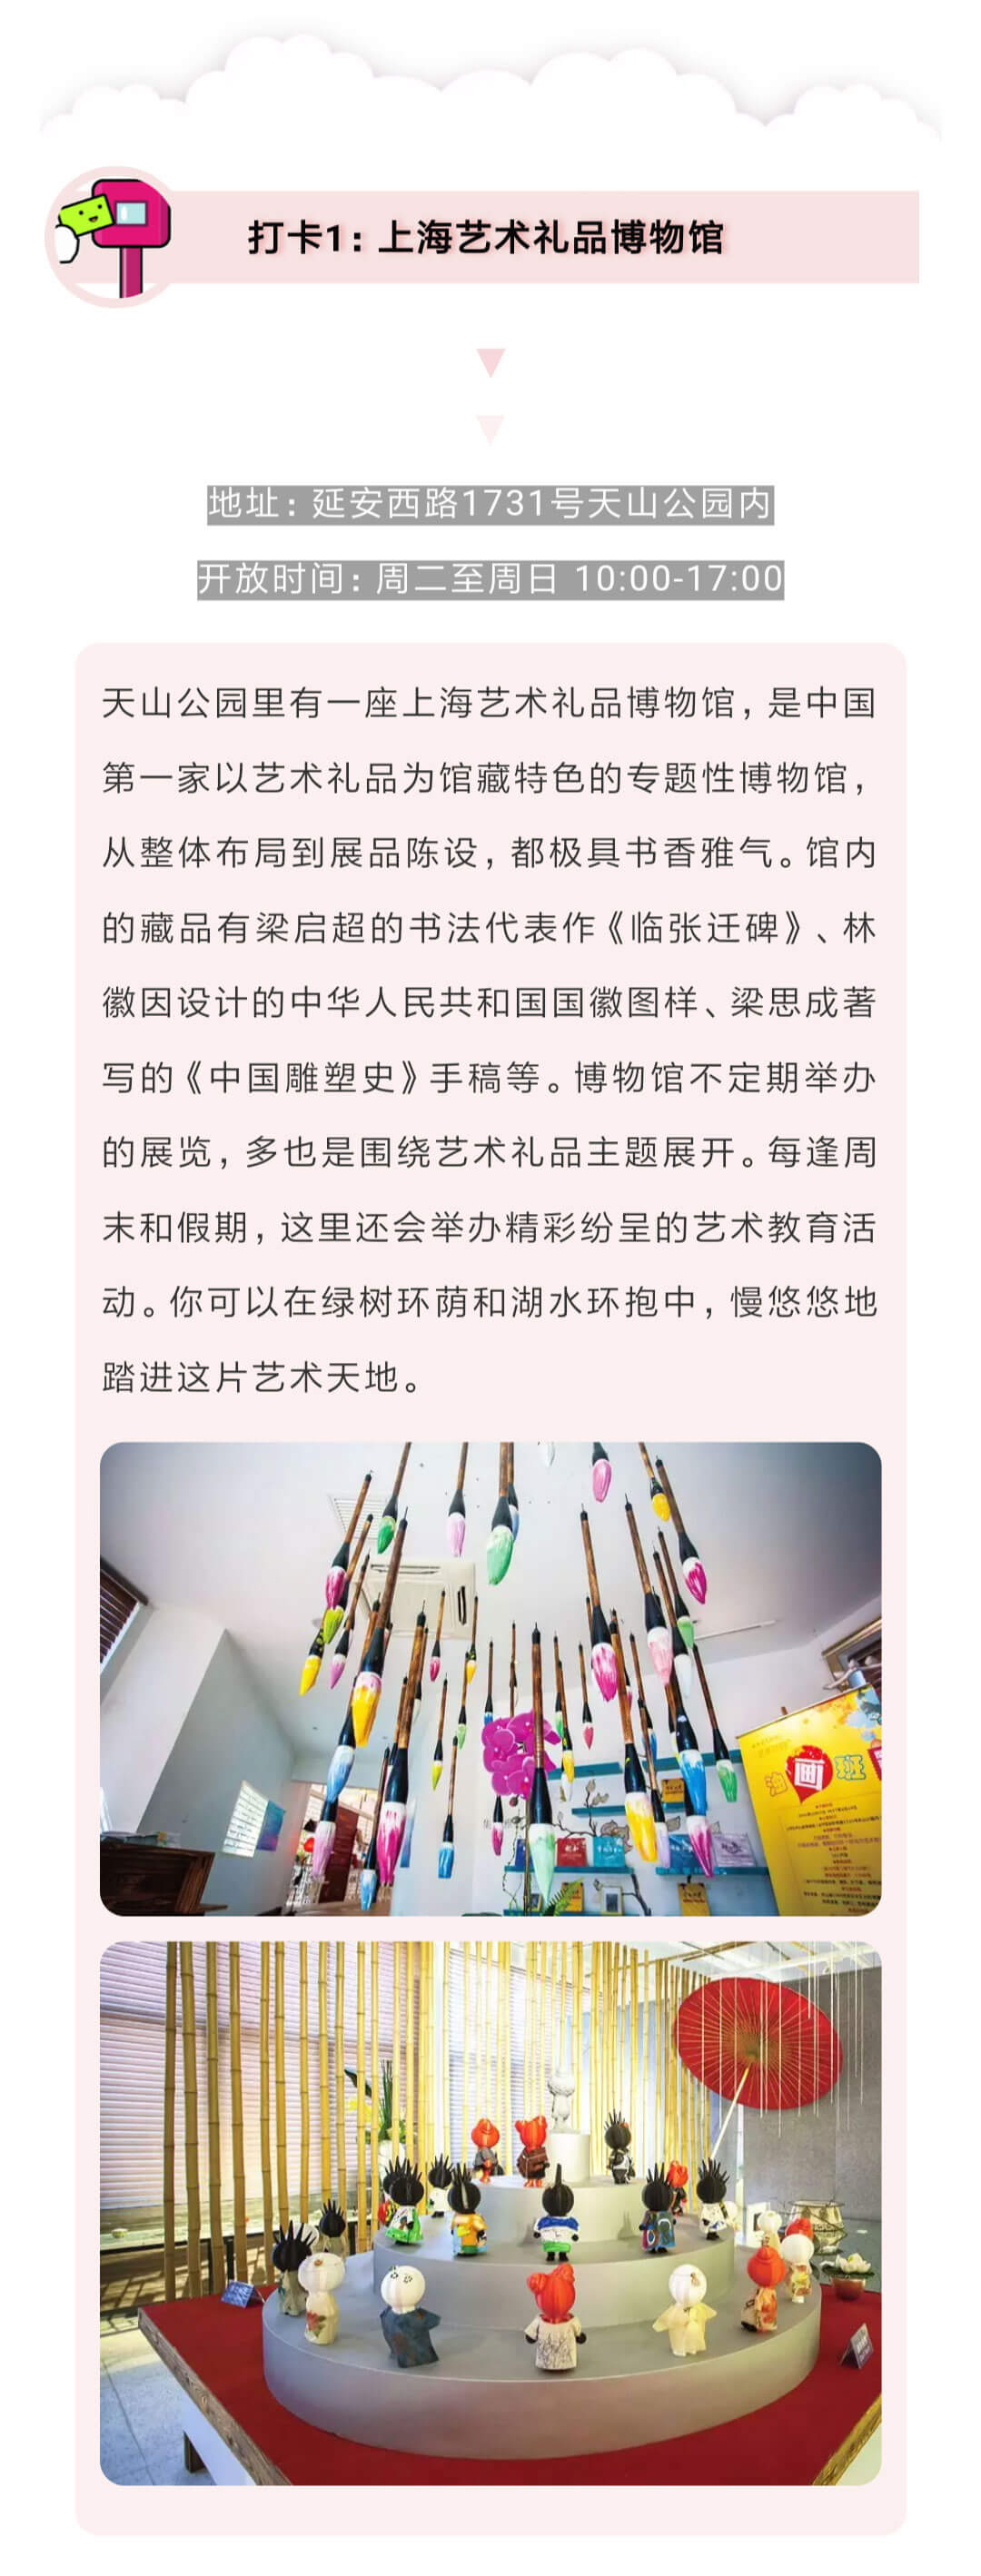 打卡1：上海艺术礼品博物馆
地址：延安西路1731号天山公园内
开放时间：周二至周日 10:00-17:00
天山公园里有一座上海艺术礼品博物馆，是中国
第一家以艺术礼品为馆藏特色的专题性博物馆，
从整体布局到展品陈设，都极具书香雅气。馆内
的藏品有梁启超的书法代表作《临张迁碑》、林
徽因设计的中华人民共和国国徽图样、梁思成著
写的《中国雕塑史》手稿等。博物馆不定期举办
的展览，多也是围绕艺术礼品主题展开。每逢周
末和假期，这里还会举办精彩纷呈的艺术教育活
动。你可以在绿树环荫和湖水环抱中，慢悠悠地
踏进这片艺术天地。
画班